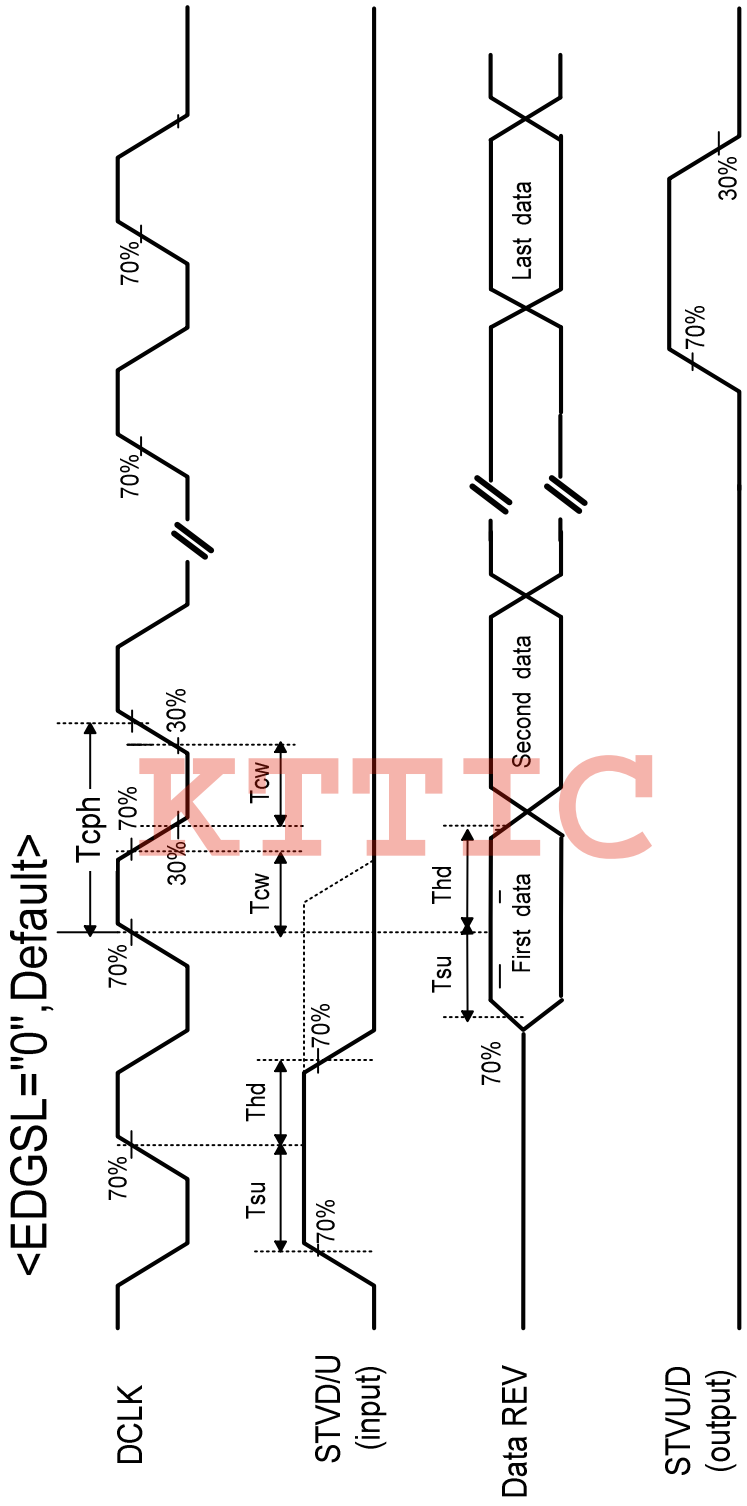 <EDGSL="0",Default>
DCLK
70%
70%
Tcph
30%
70%
30%
70%
70%
Tcw
Tcw
STVD/U
(input)
Tsu
Thd
70%
70%
Data REV
70%
Tsu
Thd
First data
Second data
Last data
STVU/D
(output)
70%
30%
KTTIC